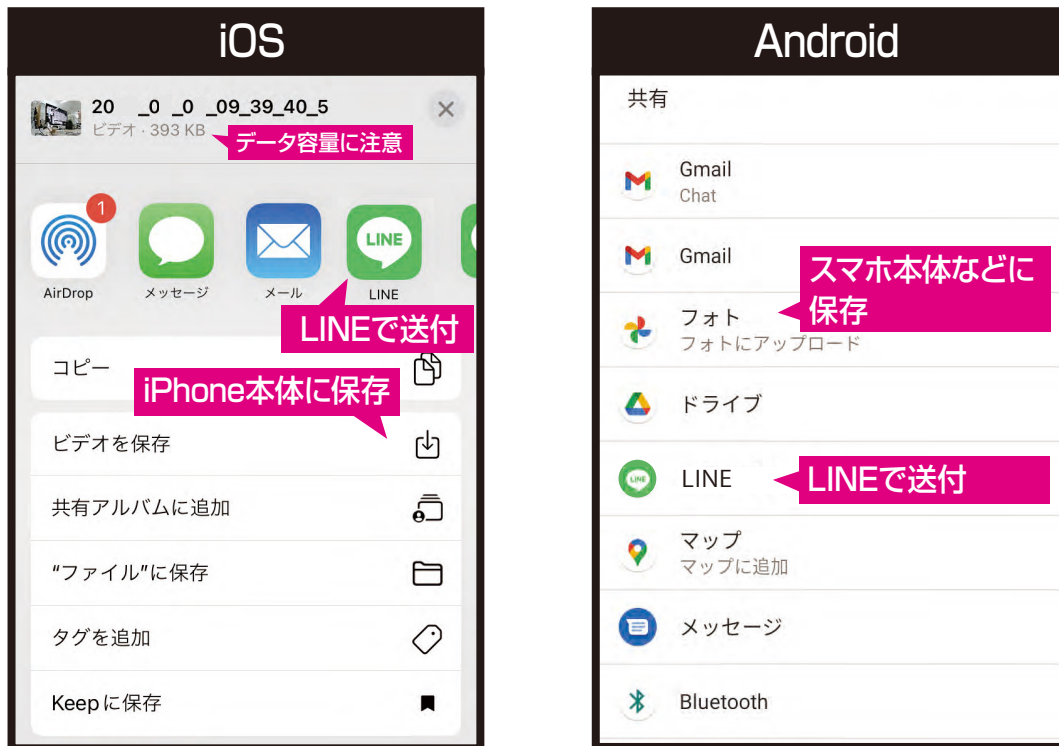 iOS
20 _0 _0 _09_39_40_5
ビデオ · 393 KB
データ容量に注意
1
LINE
AirDrop
メッセージ
メール
LINE
LINEで送付
コピー
iPhone本体に保存
ビデオを保存
共有アルバムに追加
“ファイル”に保存
タグを追加
Keepに保存
Android
共有
Gmail
Chat
Gmail
スマホ本体などに
保存
フォト
フォトにアップロード
ドライブ
LINE
LINE
LINEで送付
マップ
マップに追加
メッセージ
Bluetooth